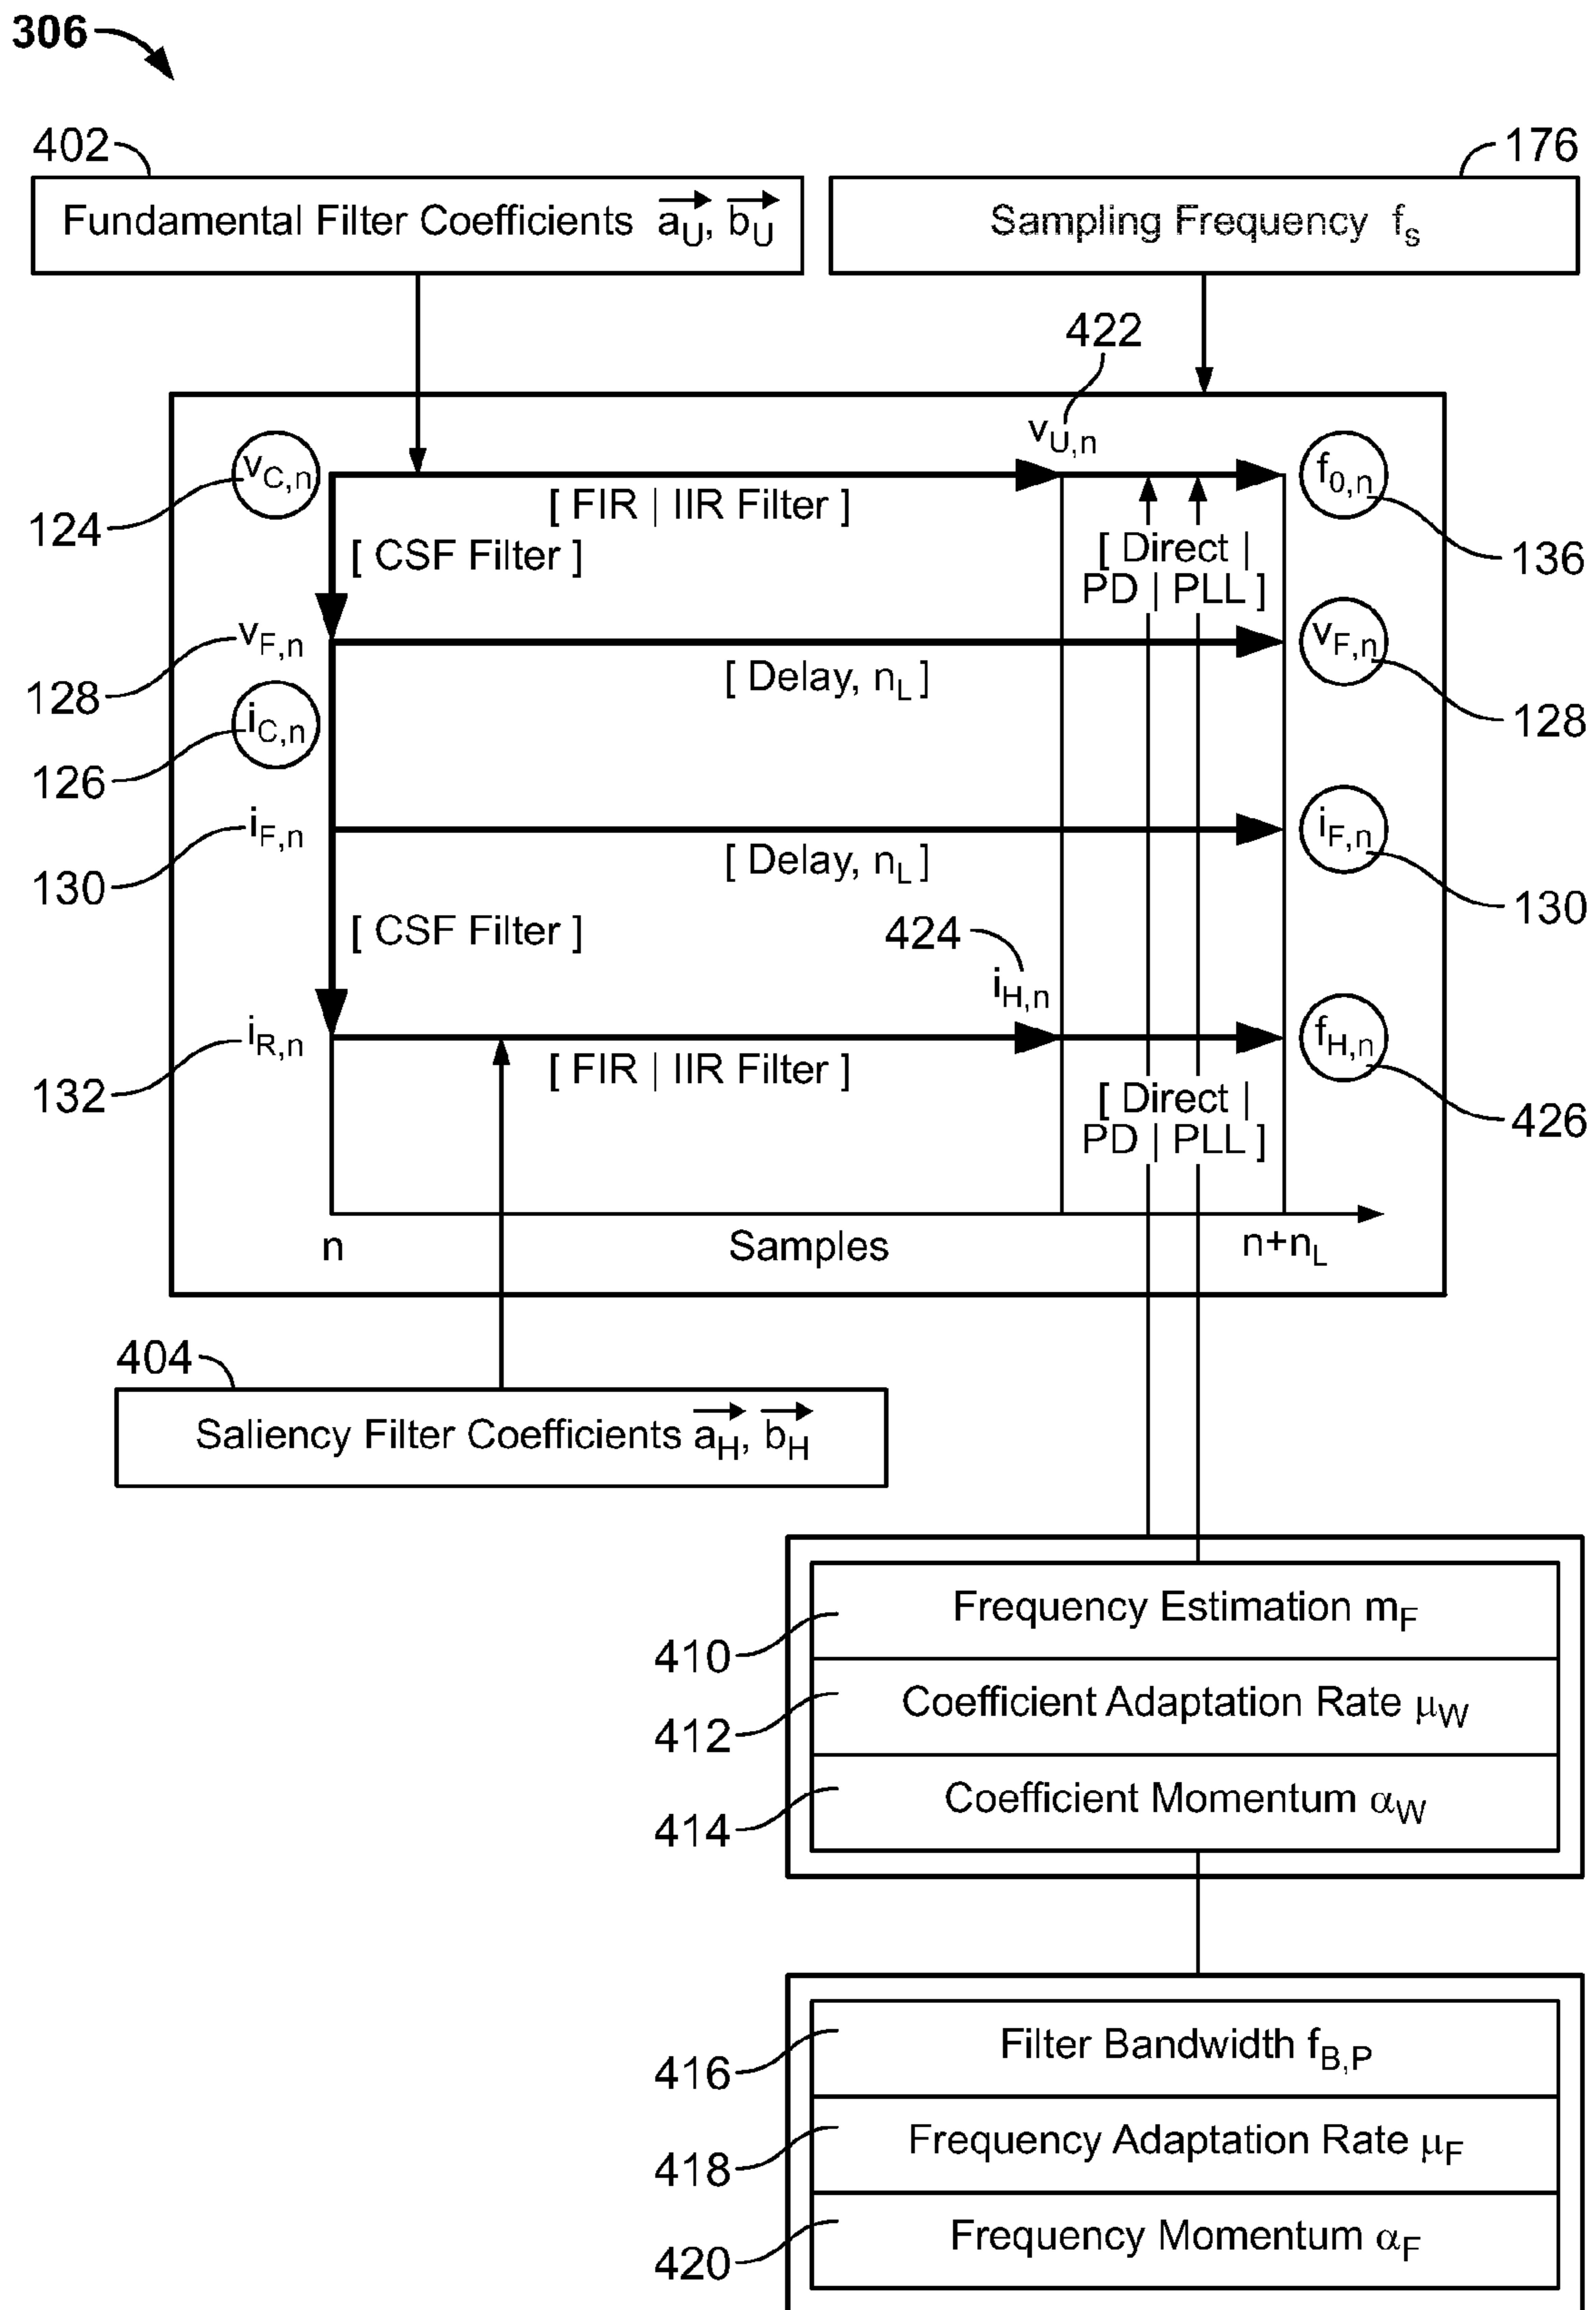 306
402
176
Fundamental Filter Coefficients a_U, b_U
Sampling Frequency f_s
422
v_U,n
v_C,n
f_0,n
[ FIR | IIR Filter ]
124
[ CSF Filter ]
[ Direct |
PD | PLL ]
136
v_F,n
v_F,n
128
[ Delay, n_L ]
128
i_C,n
126
i_F,n
i_F,n
130
[ Delay, n_L ]
130
[ CSF Filter ]
424
i_H,n
i_R,n
f_H,n
[ FIR | IIR Filter ]
132
[ Direct |
PD | PLL ]
426
n
Samples
n+n_L
404
Saliency Filter Coefficients a_H, b_H
Frequency Estimation m_F
410
Coefficient Adaptation Rate μ_W
412
Coefficient Momentum α_W
414
Filter Bandwidth f_B,P
416
Frequency Adaptation Rate μ_F
418
Frequency Momentum α_F
420